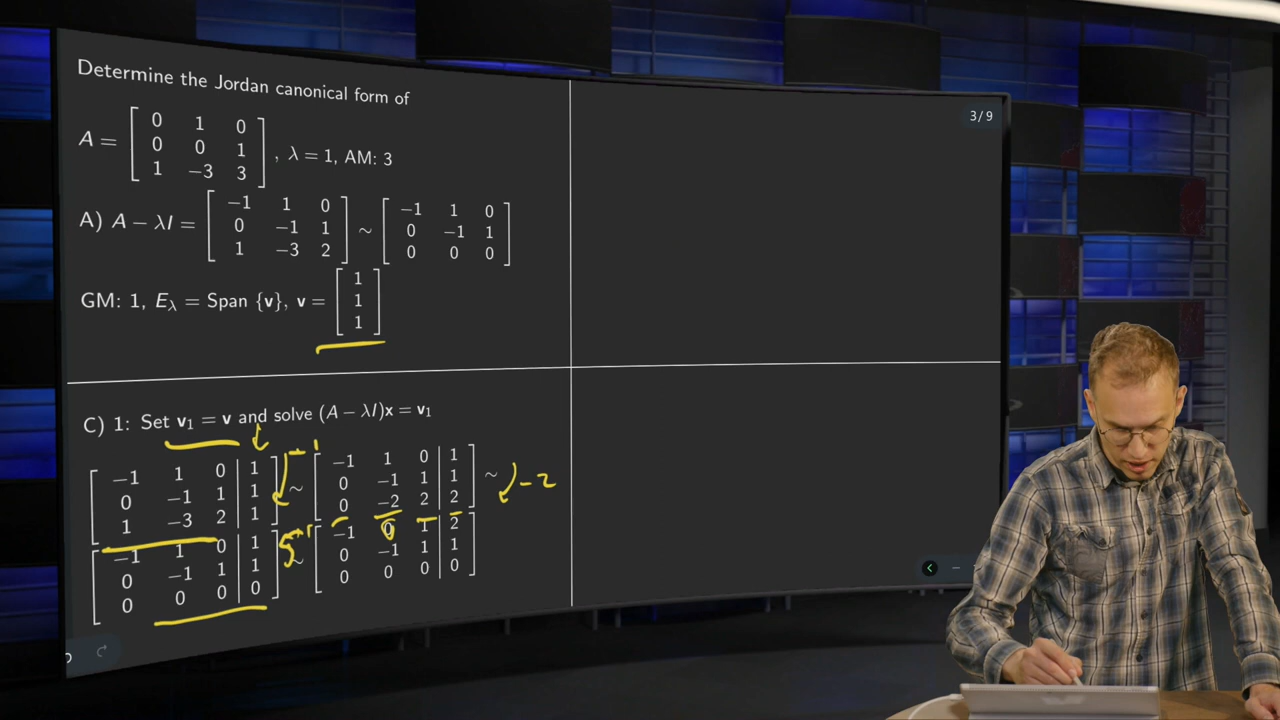 Determine the Jordan canonical form of
3/9
A = [ 0 1 0 ; 0 0 1 ; 1 −3 3 ] , λ = 1, AM: 3
A) A − λI = [ −1 1 0 ; 0 −1 1 ; 1 −3 2 ] ~ [ −1 1 0 ; 0 −1 1 ; 0 0 0 ]
GM: 1, E_λ = Span {v}, v = [ 1 ; 1 ; 1 ]
C) 1: Set v₁ = v and solve (A − λI)x = v₁
[ −1 1 0 | 1 ; 0 −1 1 | 1 ; 1 −3 2 | 1 ] −1 ~ [ −1 1 0 | 1 ; 0 −1 1 | 1 ; 0 −2 2 | 2 ] ~ −2
[ −1 1 0 | 1 ; 0 −1 1 | 1 ; 0 0 0 | 0 ] ~ [ −1 0 1 | 2 ; 0 −1 1 | 1 ; 0 0 0 | 0 ]